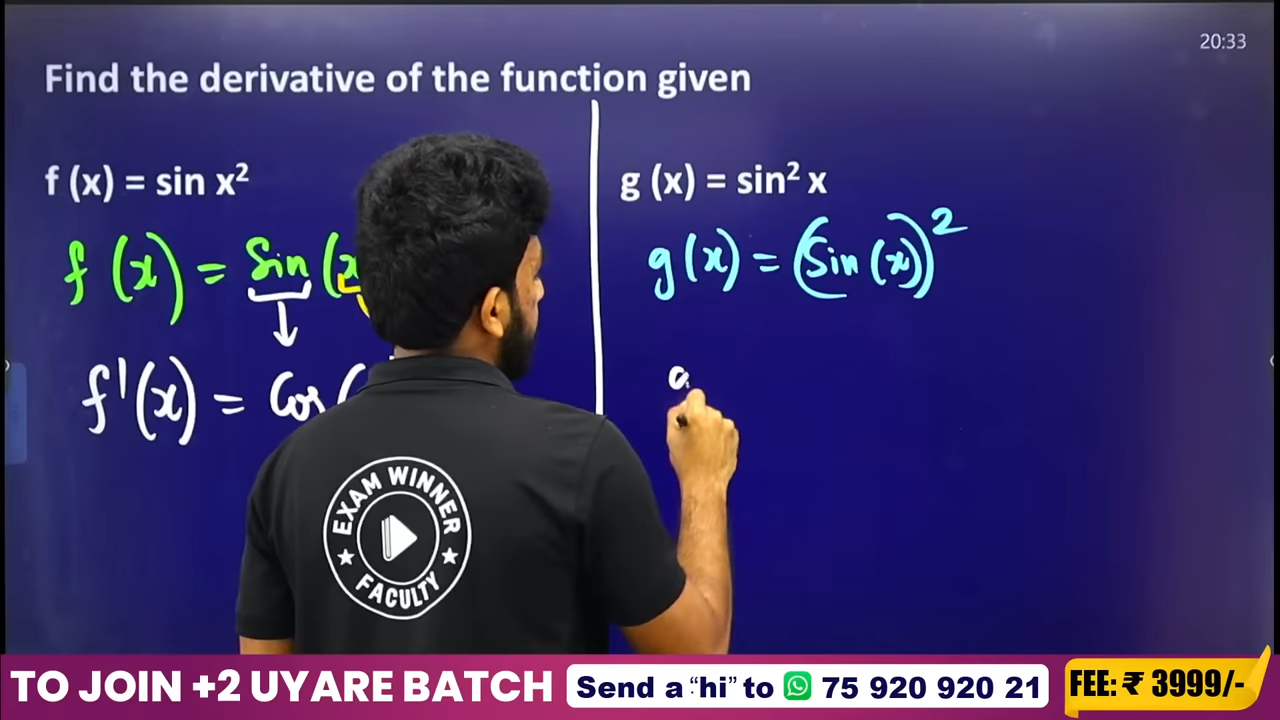 20:33
Find the derivative of the function given
f (x) = sin x²
f (x) = Sin (x
f'(x) = Cos (
g (x) = sin² x
g(x) = (Sin (x))²
EXAM WINNER
FACULTY
TO JOIN +2 UYARE BATCH
Send a “hi” to 75 920 920 21
FEE: ₹ 3999/-